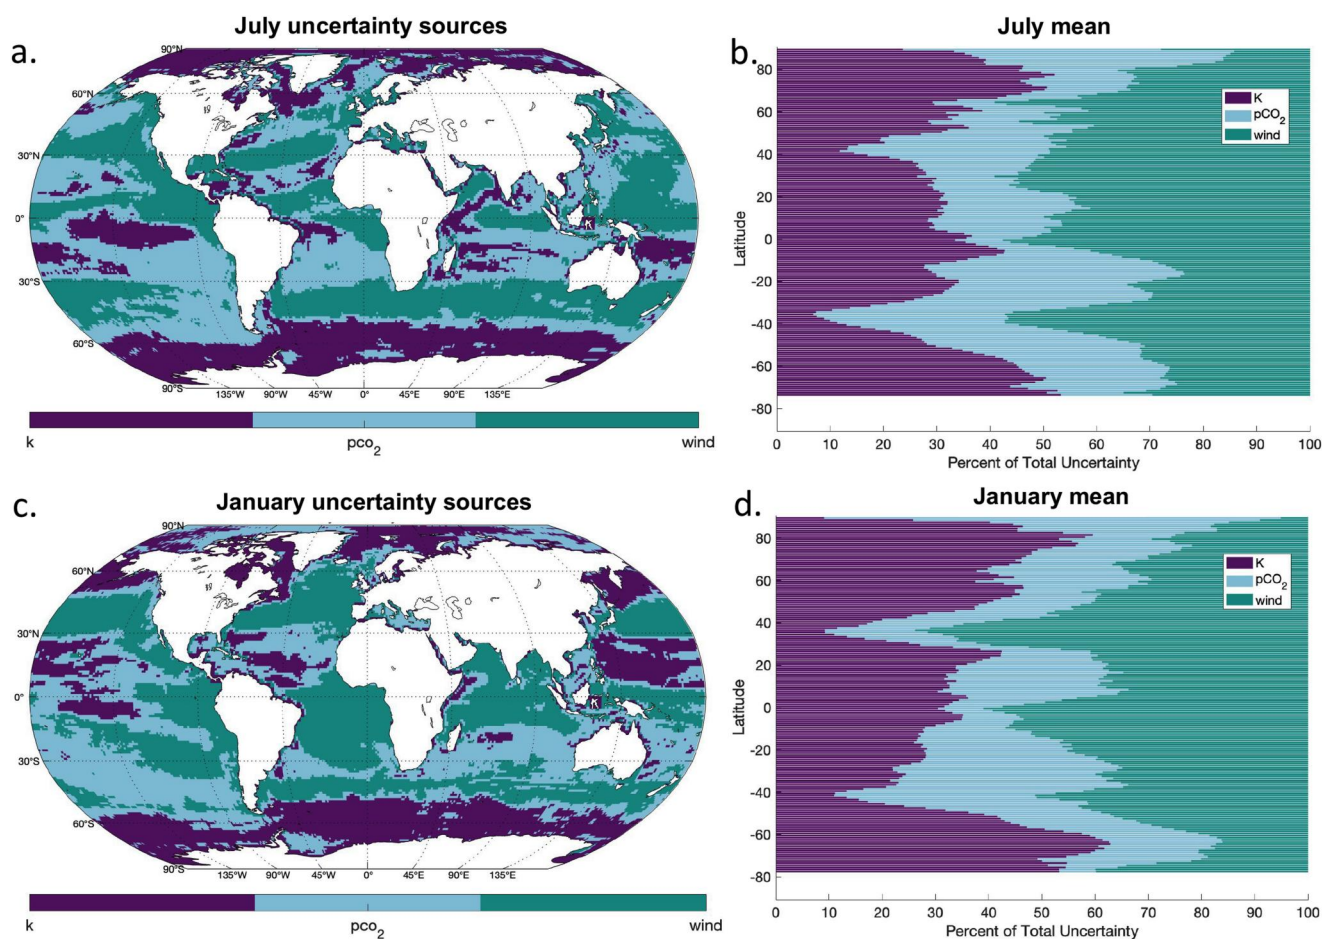 a.
July uncertainty sources
90°N
60°N
30°N
0°
30°S
60°S
90°S
135°W 90°W 45°W 0° 45°E 90°E 135°E
K
k pco₂ wind
b.
July mean
Latitude
80
60
40
20
0
-20
-40
-60
-80
K
pCO₂
wind
0 10 20 30 40 50 60 70 80 90 100
Percent of Total Uncertainty
c.
January uncertainty sources
90°N
60°N
30°N
0°
30°S
60°S
90°S
135°W 90°W 45°W 0° 45°E 90°E 135°E
K
k pco₂ wind
d.
January mean
Latitude
80
60
40
20
0
-20
-40
-60
-80
K
pCO₂
wind
0 10 20 30 40 50 60 70 80 90 100
Percent of Total Uncertainty